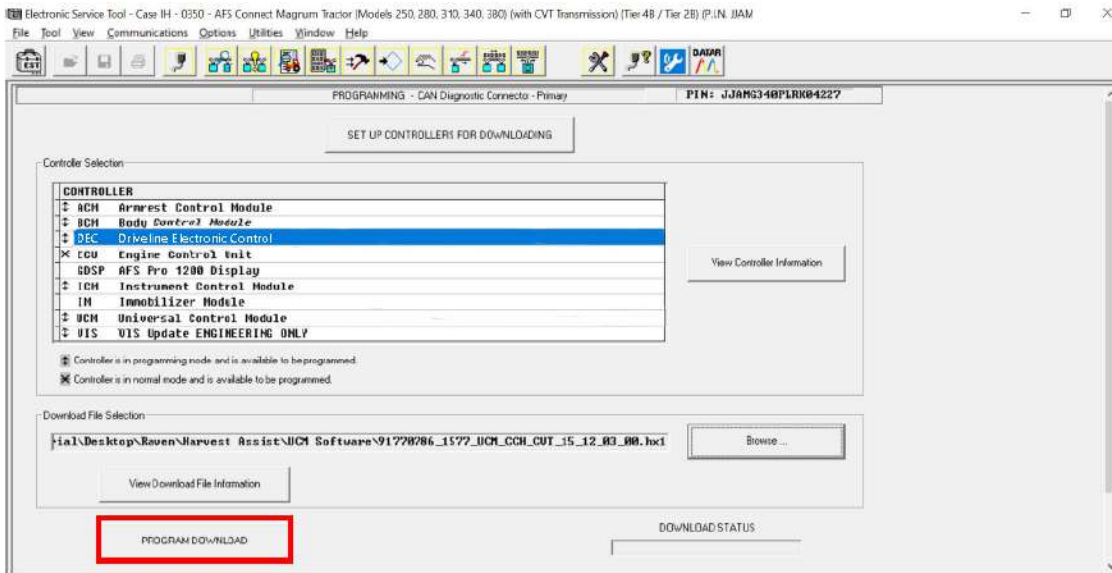 Electronic Service Tool - Case IH - 0350 - AFS Connect Magnum Tractor (Models 250, 280, 310, 340, 380) (with CVT Transmission) (Tier 4B / Tier 2B) (P.I.N. JJAM
File Tool View Communications Options Utilities Window Help
EST
DATAR
PROGRAMMING - CAN Diagnostic Connector - Primary PIN: JJAMG340PLRK04227
SET UP CONTROLLERS FOR DOWNLOADING
Controller Selection
CONTROLLER
ACM Armrest Control Module
BCM Body Control Module
DEC Driveline Electronic Control
ECU Engine Control Unit
GDSP AFS Pro 1200 Display
ICM Instrument Control Module
IM Immobilizer Module
UCM Universal Control Module
VIS VIS Update ENGINEERING ONLY
View Controller Information
Controller is in programming mode and is available to be programmed.
Controller is in normal mode and is available to be programmed.
Download File Selection
rial\Desktop\Raven\Harvest Assist\UCM Software\91770786_1577_UCM_CCH_CVT_15_12_03_00.hx1
Browse ...
View Download File Information
PROGRAM DOWNLOAD
DOWNLOAD STATUS